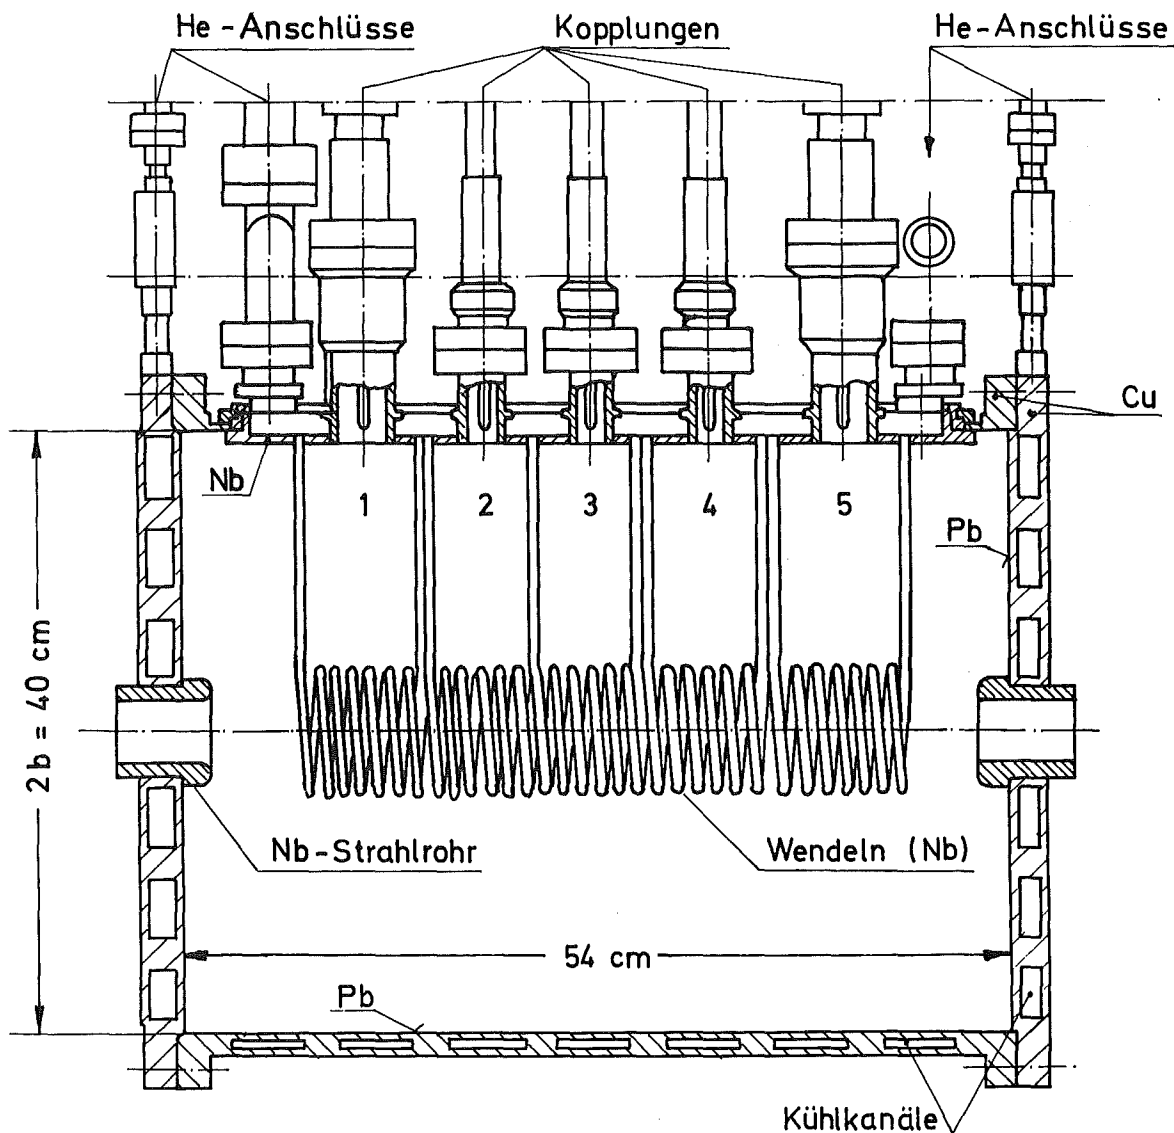 He-Anschlüsse
Kopplungen
He-Anschlüsse
Cu
Nb
1 2 3 4 5
Pb
2b = 40 cm
Nb-Strahlrohr
Wendeln (Nb)
54 cm
Pb
Kühlkanäle